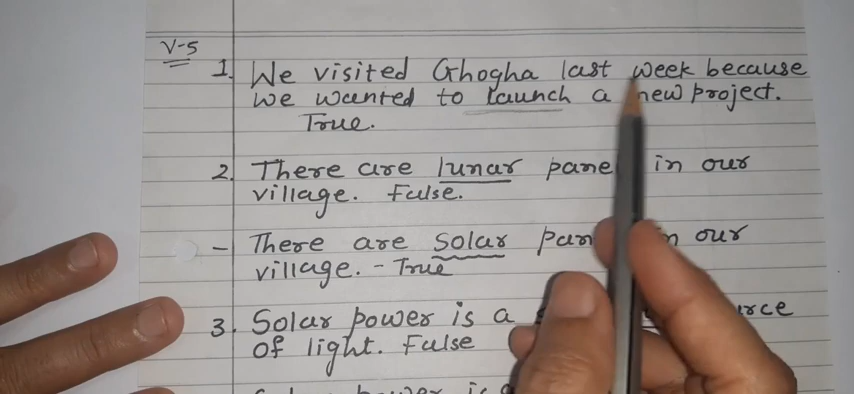 V-5
1. We visited Ghogha last week because
we wanted to launch a new project.
True.
2. There are lunar pane in our
village. False.
- There are solar pan in our
village. - True
3. Solar power is a urce
of light. False